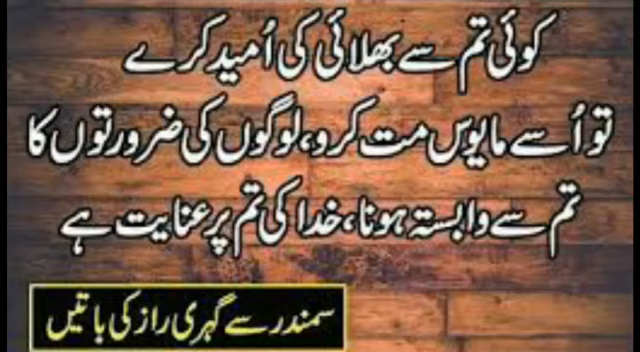 کوئی تم سے بھلائی کی اُمید کرے
تو اُسے مایوس مت کرو، لوگوں کی ضرورتوں کا
تم سے وابستہ ہونا، خدا کی تم پر عنایت ہے
سمندر سے گہری راز کی باتیں